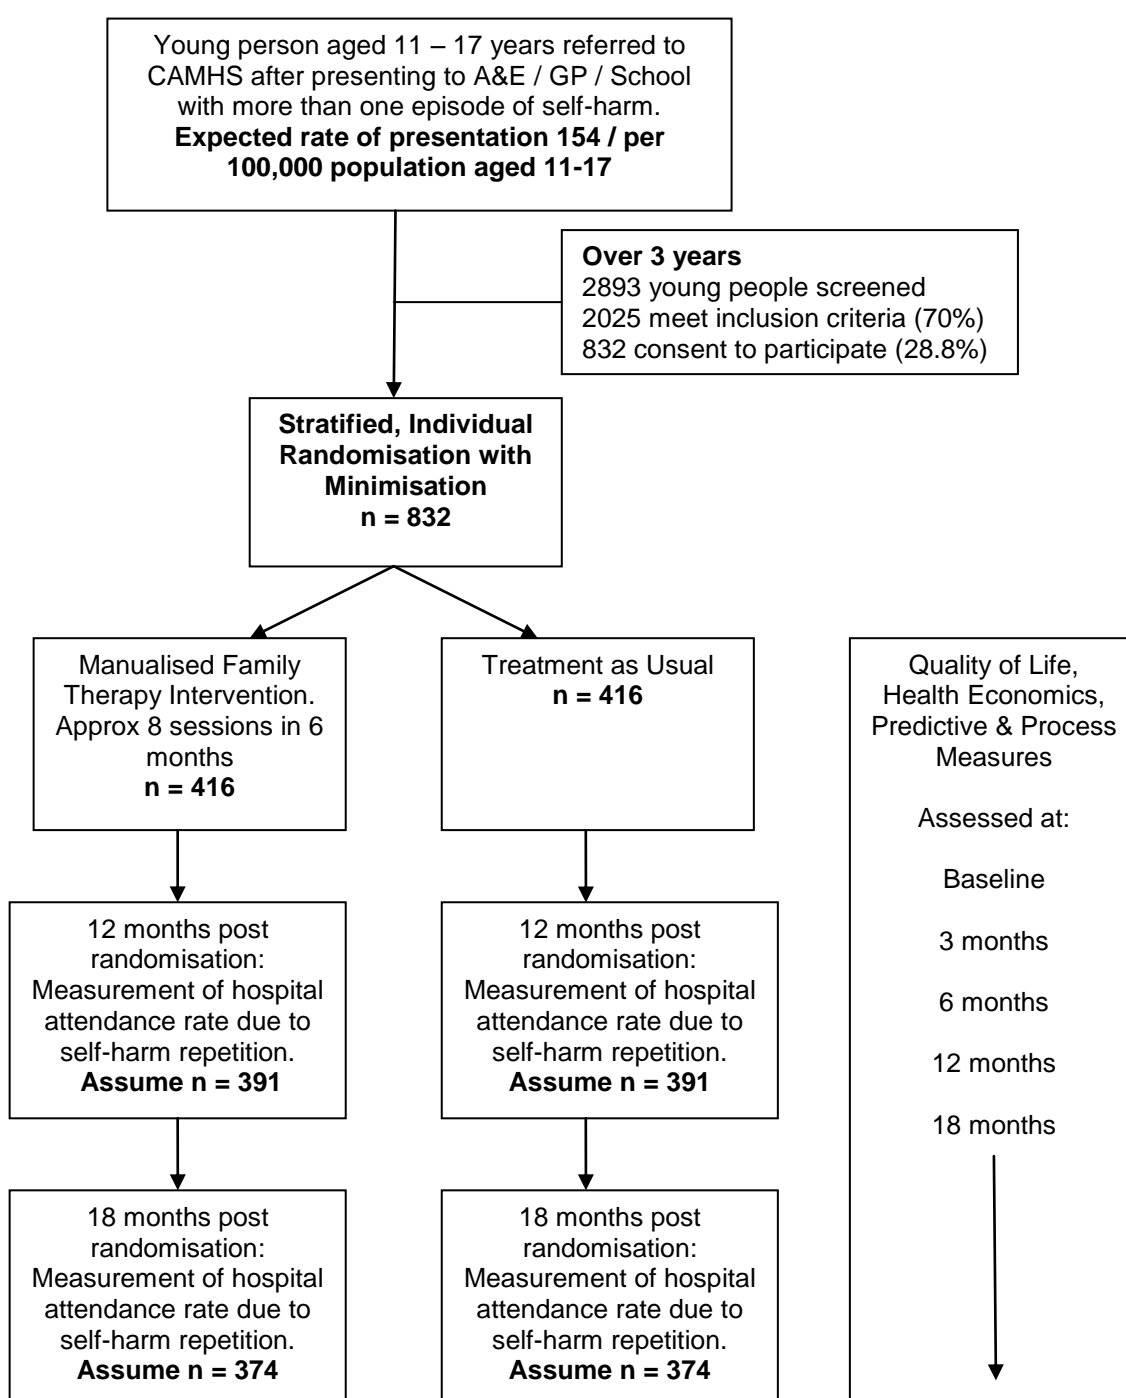 Young person aged 11 – 17 years referred to
CAMHS after presenting to A&E / GP / School
with more than one episode of self-harm.
Expected rate of presentation 154 / per
100,000 population aged 11-17
Over 3 years
2893 young people screened
2025 meet inclusion criteria (70%)
832 consent to participate (28.8%)
Stratified, Individual
Randomisation with
Minimisation
n = 832
Manualised Family
Therapy Intervention.
Approx 8 sessions in 6
months
n = 416
Treatment as Usual
n = 416
Quality of Life,
Health Economics,
Predictive & Process
Measures
Assessed at:
Baseline
3 months
6 months
12 months
18 months
12 months post
randomisation:
Measurement of hospital
attendance rate due to
self-harm repetition.
Assume n = 391
12 months post
randomisation:
Measurement of hospital
attendance rate due to
self-harm repetition.
Assume n = 391
18 months post
randomisation:
Measurement of hospital
attendance rate due to
self-harm repetition.
Assume n = 374
18 months post
randomisation:
Measurement of hospital
attendance rate due to
self-harm repetition.
Assume n = 374